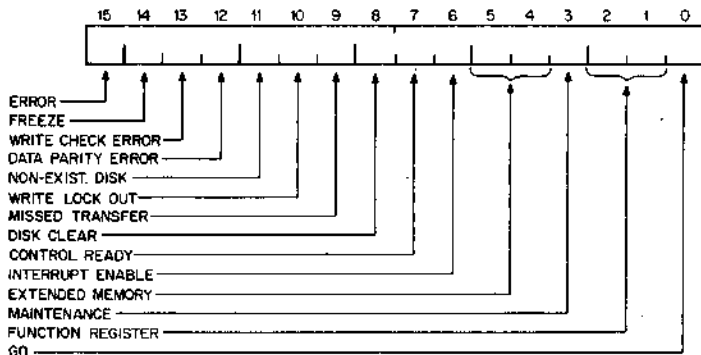 15 14 13 12 11 10 9 8 7 6 5 4 3 2 1 0
ERROR
FREEZE
WRITE CHECK ERROR
DATA PARITY ERROR
NON-EXIST. DISK
WRITE LOCK OUT
MISSED TRANSFER
DISK CLEAR
CONTROL READY
INTERRUPT ENABLE
EXTENDED MEMORY
MAINTENANCE
FUNCTION REGISTER
GO